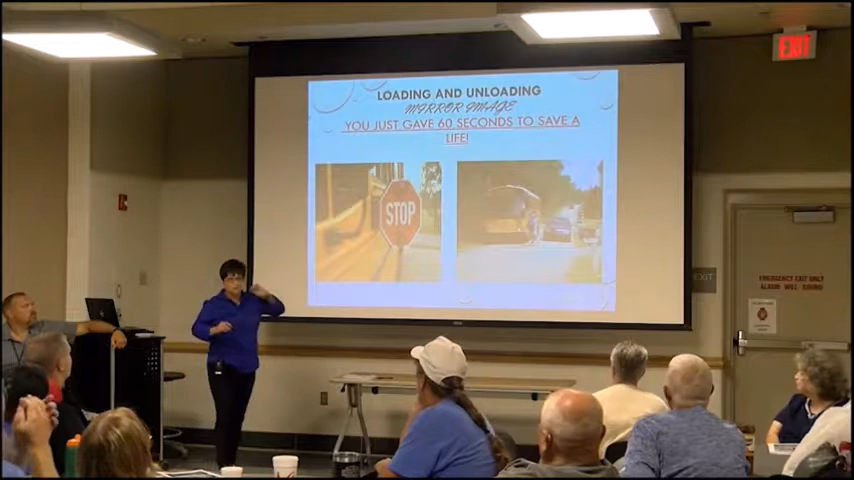 EXIT
LOADING AND UNLOADING
MIRROR IMAGE
YOU JUST GAVE 60 SECONDS TO SAVE A
LIFE!
STOP
EXIT
EMERGENCY EXIT ONLY
ALARM WILL SOUND